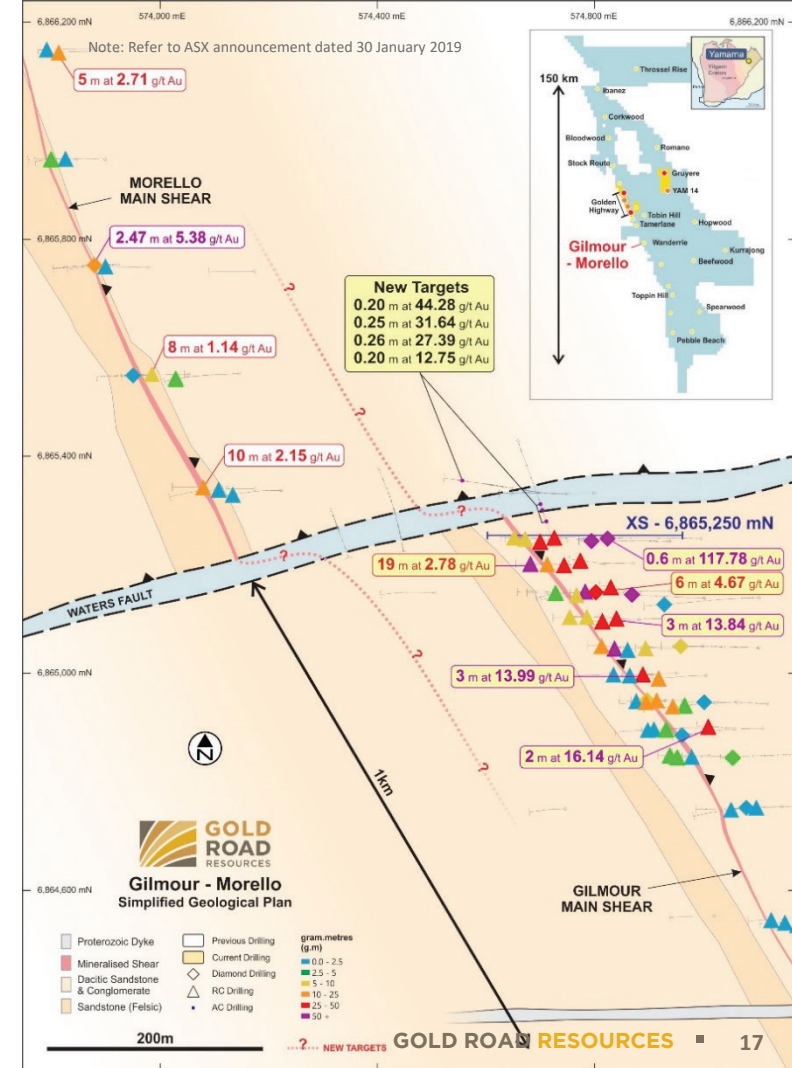 6,866,200 mN
574,000 mE
574,400 mE
574,800 mE
6,866,200 mN
Note: Refer to ASX announcement dated 30 January 2019
5 m at 2.71 g/t Au
MORELLO
MAIN SHEAR
6,865,800 mN
2.47 m at 5.38 g/t Au
8 m at 1.14 g/t Au
6,865,400 mN
10 m at 2.15 g/t Au
?
?
?
?
?
?
New Targets
0.20 m at 44.28 g/t Au
0.25 m at 31.64 g/t Au
0.26 m at 27.39 g/t Au
0.20 m at 12.75 g/t Au
150 km
Yamarna
Yilgarn
Craton
Throssel Rise
Ibanez
Corkwood
Bloodwood
Romano
Stock Route
Gruyere
YAM 14
Golden
Highway
Tobin Hill
Tamerlane
Hopwood
Gilmour
- Morello
Wanderrie
Kurrajong
Beefwood
Toppin Hill
Spearwood
Pebble Beach
WATERS FAULT
XS - 6,865,250 mN
0.6 m at 117.78 g/t Au
19 m at 2.78 g/t Au
6 m at 4.67 g/t Au
3 m at 13.84 g/t Au
6,865,000 mN
3 m at 13.99 g/t Au
2 m at 16.14 g/t Au
N
1km
GOLD
ROAD
RESOURCES
Gilmour - Morello
Simplified Geological Plan
6,864,600 mN
GILMOUR
MAIN SHEAR
Proterozoic Dyke
Mineralised Shear
Dacitic Sandstone
& Conglomerate
Sandstone (Felsic)
Previous Drilling
Current Drilling
Diamond Drilling
RC Drilling
AC Drilling
gram.metres
(g.m)
0.0 - 2.5
2.5 - 5
5 - 10
10 - 25
25 - 50
50 +
200m
? NEW TARGETS
GOLD ROAD RESOURCES ▪ 17